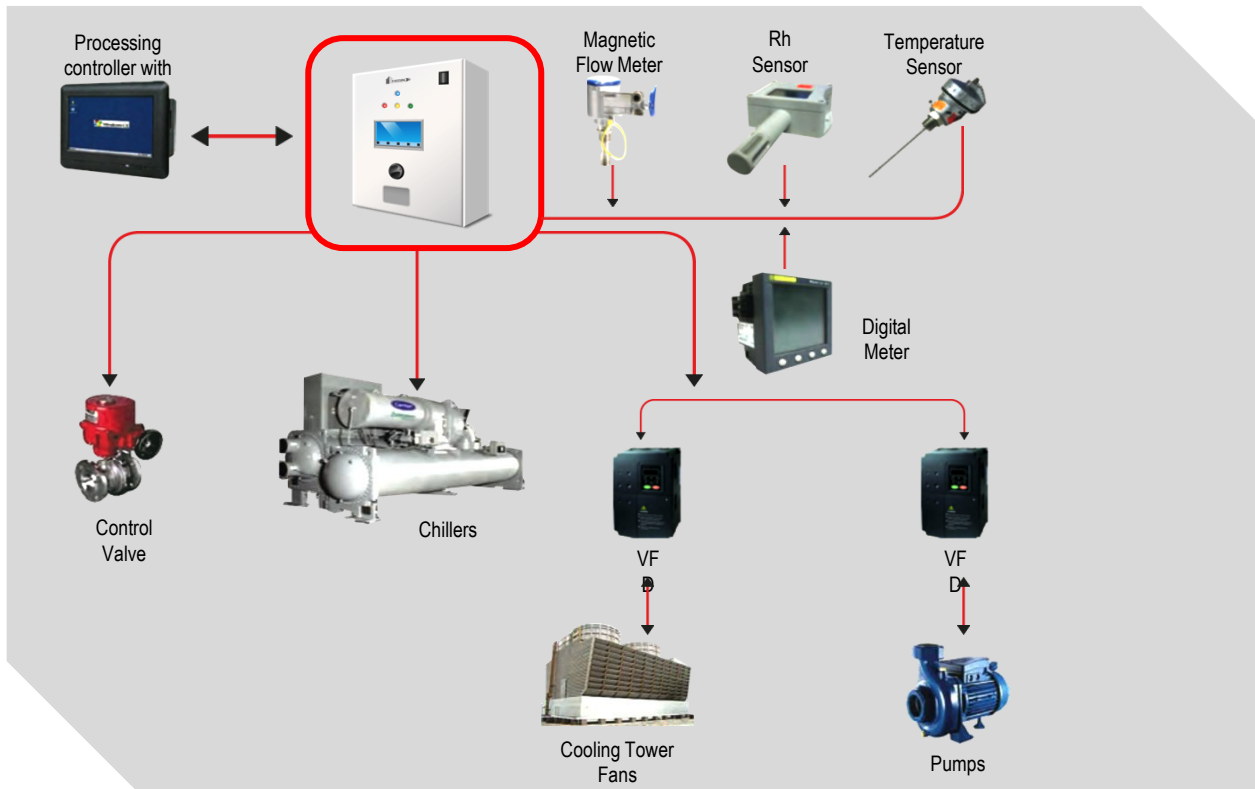 Processing
controller with
Magnetic
Flow Meter
Rh
Sensor
Temperature
Sensor
Digital
Meter
Control
Valve
Chillers
VF
D
VF
D
Cooling Tower
Fans
Pumps